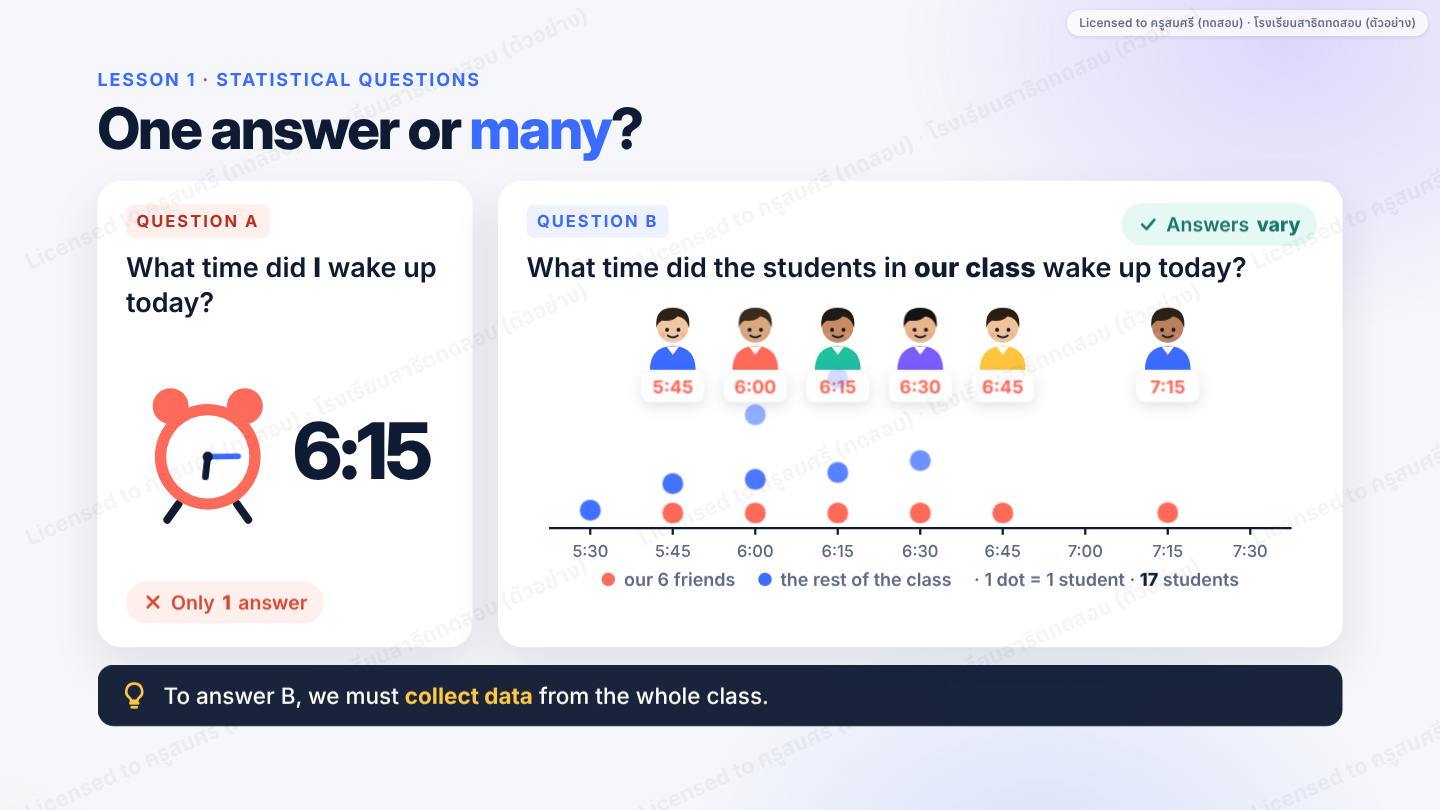 Licensed to ครูสมศรี (ทดสอบ) · โรงเรียนสาธิตทดสอบ (ตัวอย่าง)
LESSON 1 · STATISTICAL QUESTIONS
One answer or many?
QUESTION A
What time did I wake up
today?
6:15
✕ Only 1 answer
QUESTION B
✓ Answers vary
What time did the students in our class wake up today?
5:45 6:00 6:15 6:30 6:45 7:15
5:30 5:45 6:00 6:15 6:30 6:45 7:00 7:15 7:30
our 6 friends the rest of the class · 1 dot = 1 student · 17 students
To answer B, we must collect data from the whole class.